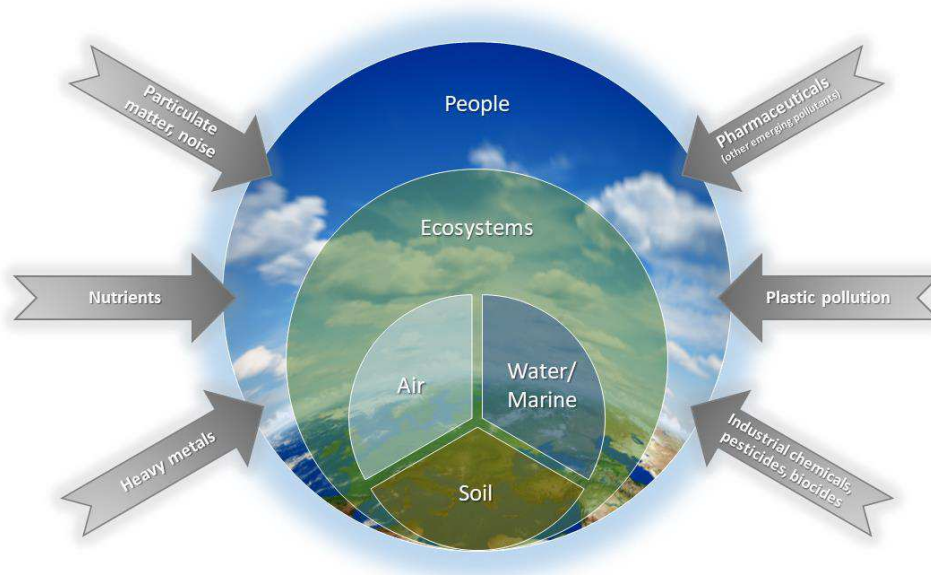 People
Particulate
matter, noise
Pharmaceuticals
(other emerging pollutants)
Ecosystems
Nutrients
Plastic pollution
Air
Water/
Marine
Heavy metals
Industrial chemicals,
pesticides, biocides
Soil